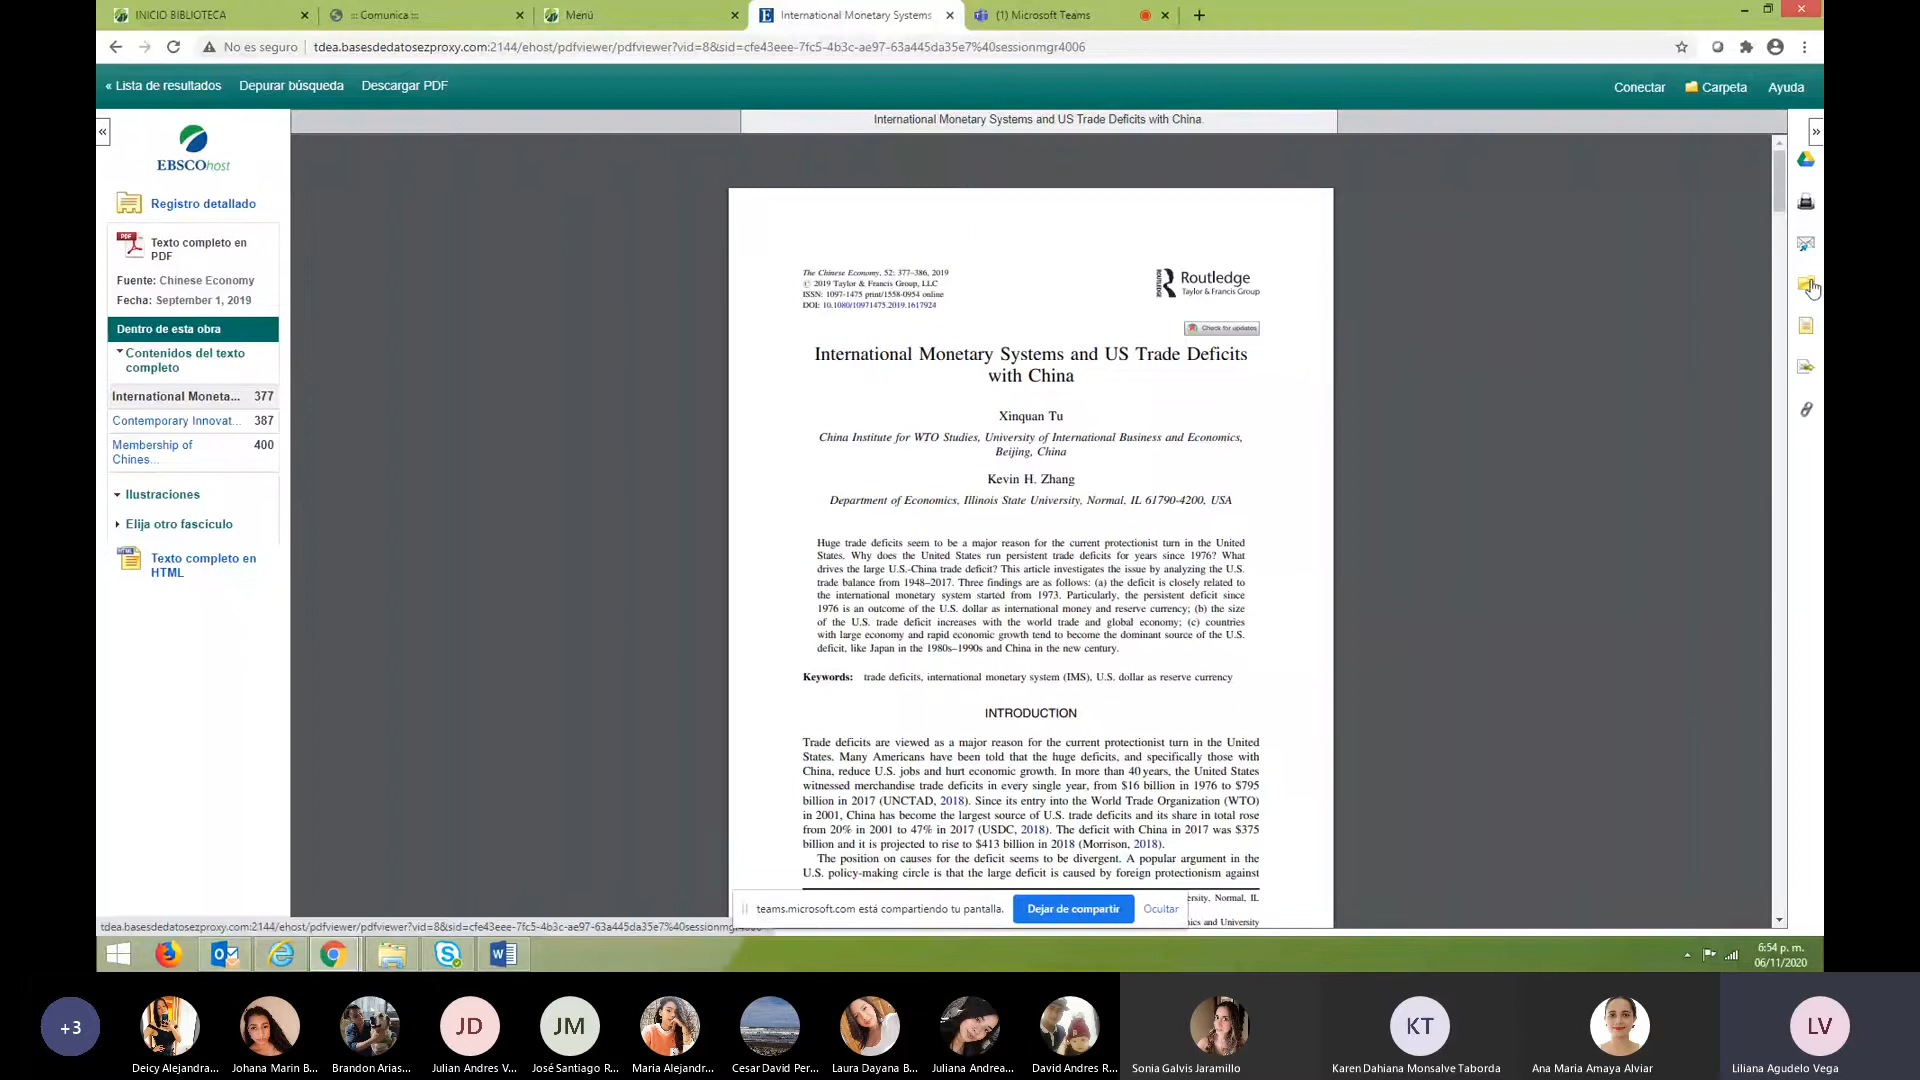 INICIO BIBLIOTECA
::: Comunica :::
Menú
International Monetary Systems
(1) Microsoft Teams
No es seguro
tdea.basesdedatosezproxy.com:2144/ehost/pdfviewer/pdfviewer?vid=8&sid=cfe43eee-7fc5-4b3c-ae97-63a445da35e7%40sessionmgr4006
« Lista de resultados
Depurar búsqueda
Descargar PDF
Conectar
Carpeta
Ayuda
International Monetary Systems and US Trade Deficits with China.
EBSCOhost
Registro detallado
Texto completo en
PDF
Fuente: Chinese Economy
Fecha: September 1, 2019
Dentro de esta obra
Contenidos del texto
completo
International Moneta... 377
Contemporary Innovat... 387
Membership of 400
Chines...
Ilustraciones
Elija otro fascículo
Texto completo en
HTML
The Chinese Economy, 52: 377–386, 2019
© 2019 Taylor & Francis Group, LLC
ISSN: 1097-1475 print/1558-0954 online
DOI: 10.1080/10971475.2019.1617924
ROUTLEDGE
Routledge
Taylor & Francis Group
Check for updates
International Monetary Systems and US Trade Deficits
with China
Xinquan Tu
China Institute for WTO Studies, University of International Business and Economics,
Beijing, China
Kevin H. Zhang
Department of Economics, Illinois State University, Normal, IL 61790-4200, USA
Huge trade deficits seem to be a major reason for the current protectionist turn in the United
States. Why does the United States run persistent trade deficits for years since 1976? What
drives the large U.S.-China trade deficit? This article investigates the issue by analyzing the U.S.
trade balance from 1948–2017. Three findings are as follows: (a) the deficit is closely related to
the international monetary system started from 1973. Particularly, the persistent deficit since
1976 is an outcome of the U.S. dollar as international money and reserve currency; (b) the size
of the U.S. trade deficit increases with the world trade and global economy; (c) countries
with large economy and rapid economic growth tend to become the dominant source of the U.S.
deficit, like Japan in the 1980s–1990s and China in the new century.
Keywords: trade deficits, international monetary system (IMS), U.S. dollar as reserve currency
INTRODUCTION
Trade deficits are viewed as a major reason for the current protectionist turn in the United
States. Many Americans have been told that the huge deficits, and specifically those with
China, reduce U.S. jobs and hurt economic growth. In more than 40 years, the United States
witnessed merchandise trade deficits in every single year, from $16 billion in 1976 to $795
billion in 2017 (UNCTAD, 2018). Since its entry into the World Trade Organization (WTO)
in 2001, China has become the largest source of U.S. trade deficits and its share in total rose
from 20% in 2001 to 47% in 2017 (USDC, 2018). The deficit with China in 2017 was $375
billion and it is projected to rise to $413 billion in 2018 (Morrison, 2018).
The position on causes for the deficit seems to be divergent. A popular argument in the
U.S. policy-making circle is that the large deficit is caused by foreign protectionism against
ersity, Normal, IL
ics and University
teams.microsoft.com está compartiendo tu pantalla.
Dejar de compartir
Ocultar
tdea.basesdedatosezproxy.com:2144/ehost/pdfviewer/pdfviewer?vid=8&sid=cfe43eee-7fc5-4b3c-ae97-63a445da35e7%40sessionmgr4006
6:54 p. m.
06/11/2020
+3
JD
JM
KT
LV
Deicy Alejandra...
Johana Marin B...
Brandon Arias...
Julian Andres V...
José Santiago R...
Maria Alejandr...
Cesar David Per...
Laura Dayana B...
Juliana Andrea...
David Andres R...
Sonia Galvis Jaramillo
Karen Dahiana Monsalve Taborda
Ana Maria Amaya Alviar
Liliana Agudelo Vega